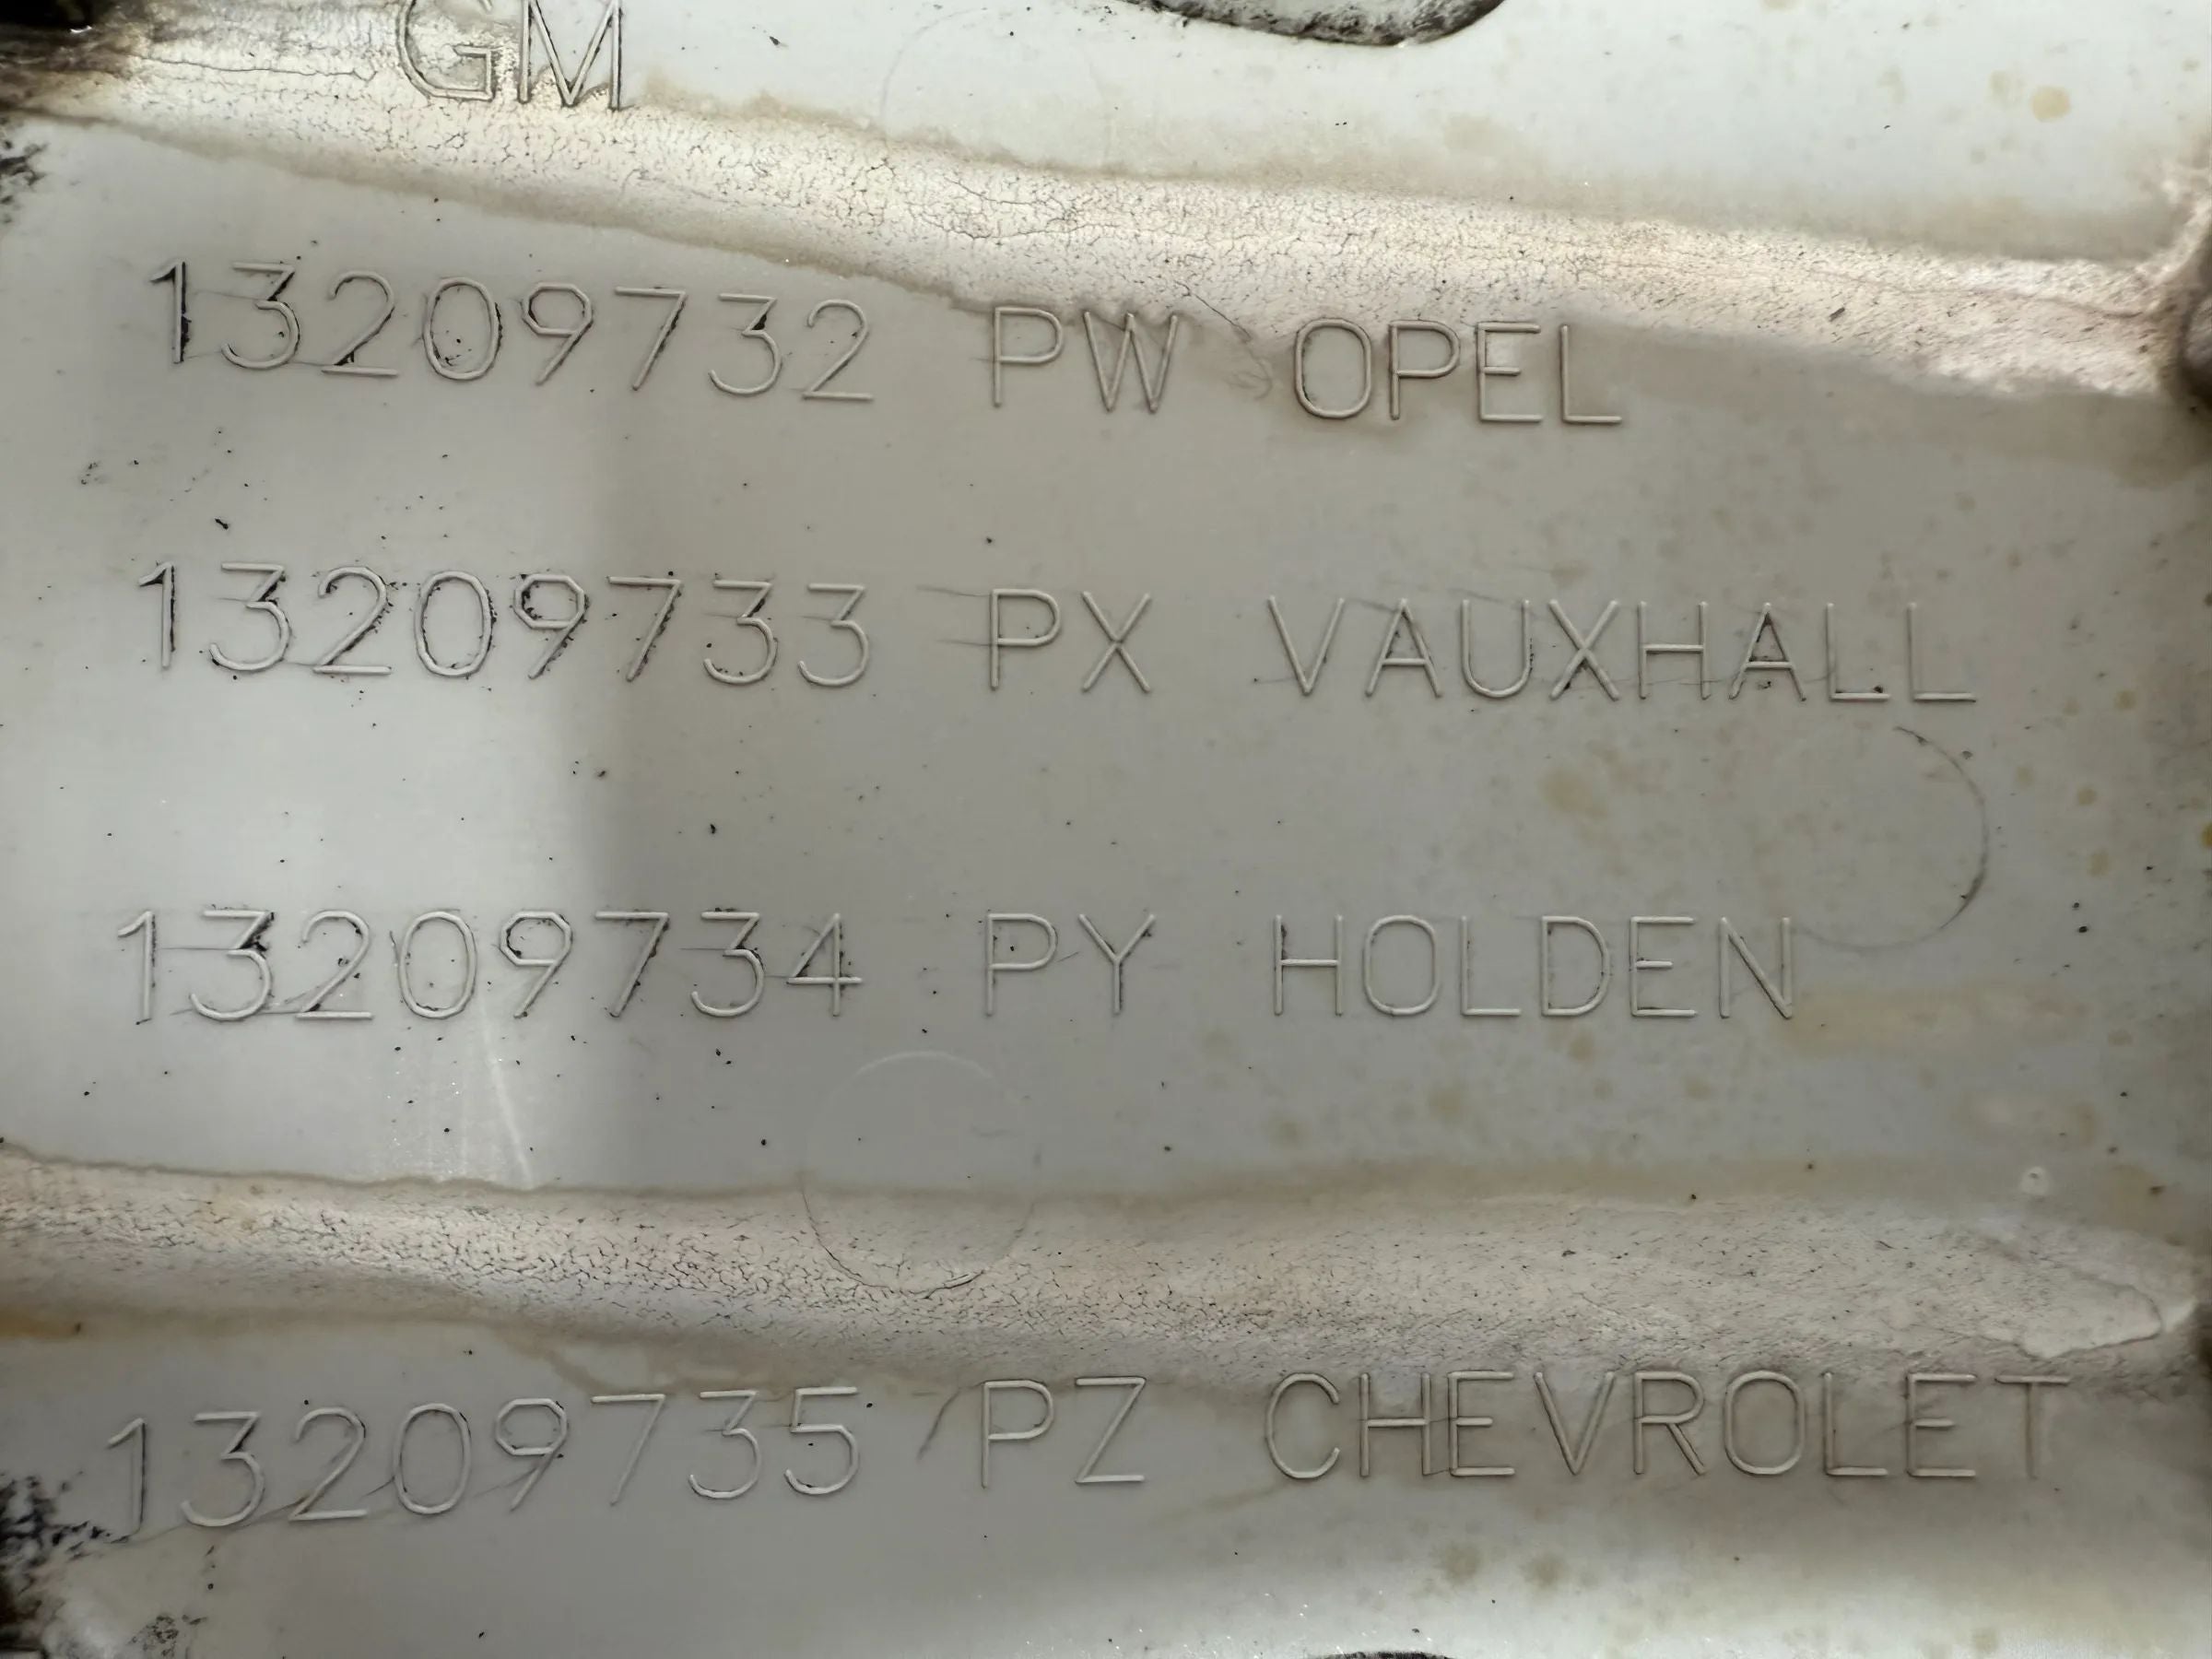 GM
13209732 PW OPEL
13209733 PX VAUXHALL
13209734 PY HOLDEN
13209735 PZ CHEVROLET